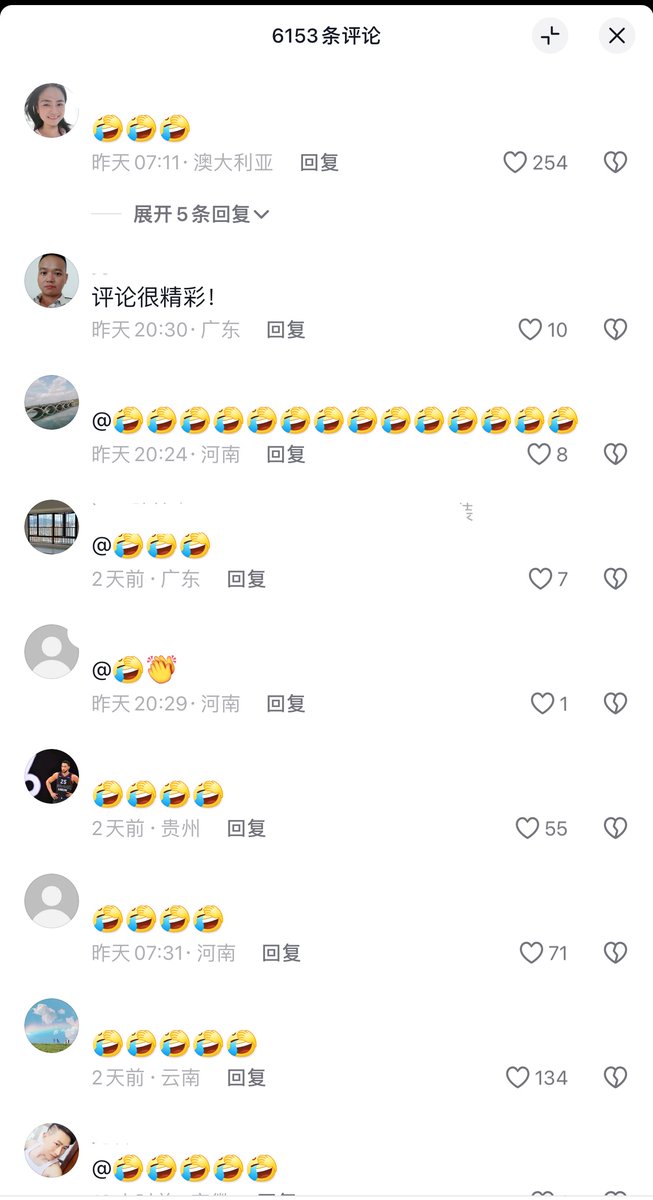 6153条评论
昨天 07:11· 澳大利亚 回复 254
展开5条回复
评论很精彩！
昨天 20:30· 广东 回复 10
@
昨天 20:24· 河南 回复 8
@
2天前 · 广东 回复 7
@
昨天 20:29· 河南 回复 1
2天前 · 贵州 回复 55
昨天 07:31· 河南 回复 71
2天前 · 云南 回复 134
@